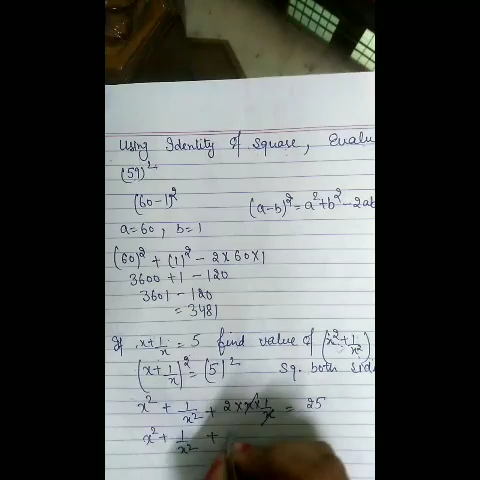 Using Identity of Square, Evalu
(59)²
(60-1)² (a-b)² = a²+b²-2ab
a=60, b=1
(60)² + (1)² - 2×60×1
3600 + 1 - 120
3601 - 120
= 3481
If x+1/x = 5 find value of (x²+1/x²)
(x+1/x)² = (5)² Sq. both sid
x² + 1/x² + 2×x×1/x = 25
x² + 1/x² +